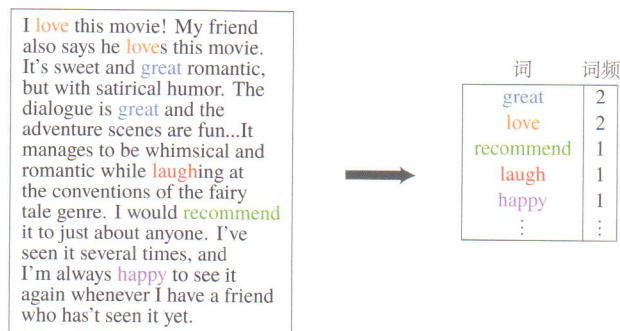 I love this movie! My friend
also says he loves this movie.
It's sweet and great romantic,
but with satirical humor. The
dialogue is great and the
adventure scenes are fun...It
manages to be whimsical and
romantic while laughing at
the conventions of the fairy
tale genre. I would recommend
it to just about anyone. I've
seen it several times, and
I'm always happy to see it
again whenever I have a friend
who has't seen it yet.
词 词频
great 2
love 2
recommend 1
laugh 1
happy 1
⋮ ⋮